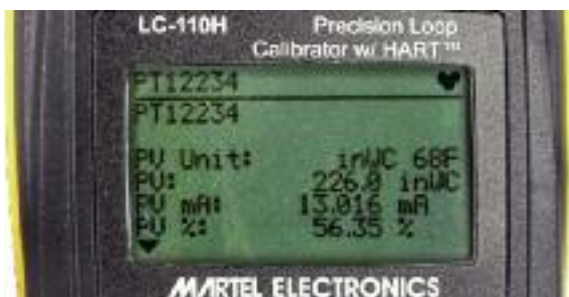 LC-110H Precision Loop
Calibrator w/ HART™
PT12234
PT12234
PV Unit: inWC 68F
PV: 226.0 inWC
PV mA: 13.016 mA
PV %: 56.35 %
MARTEL ELECTRONICS